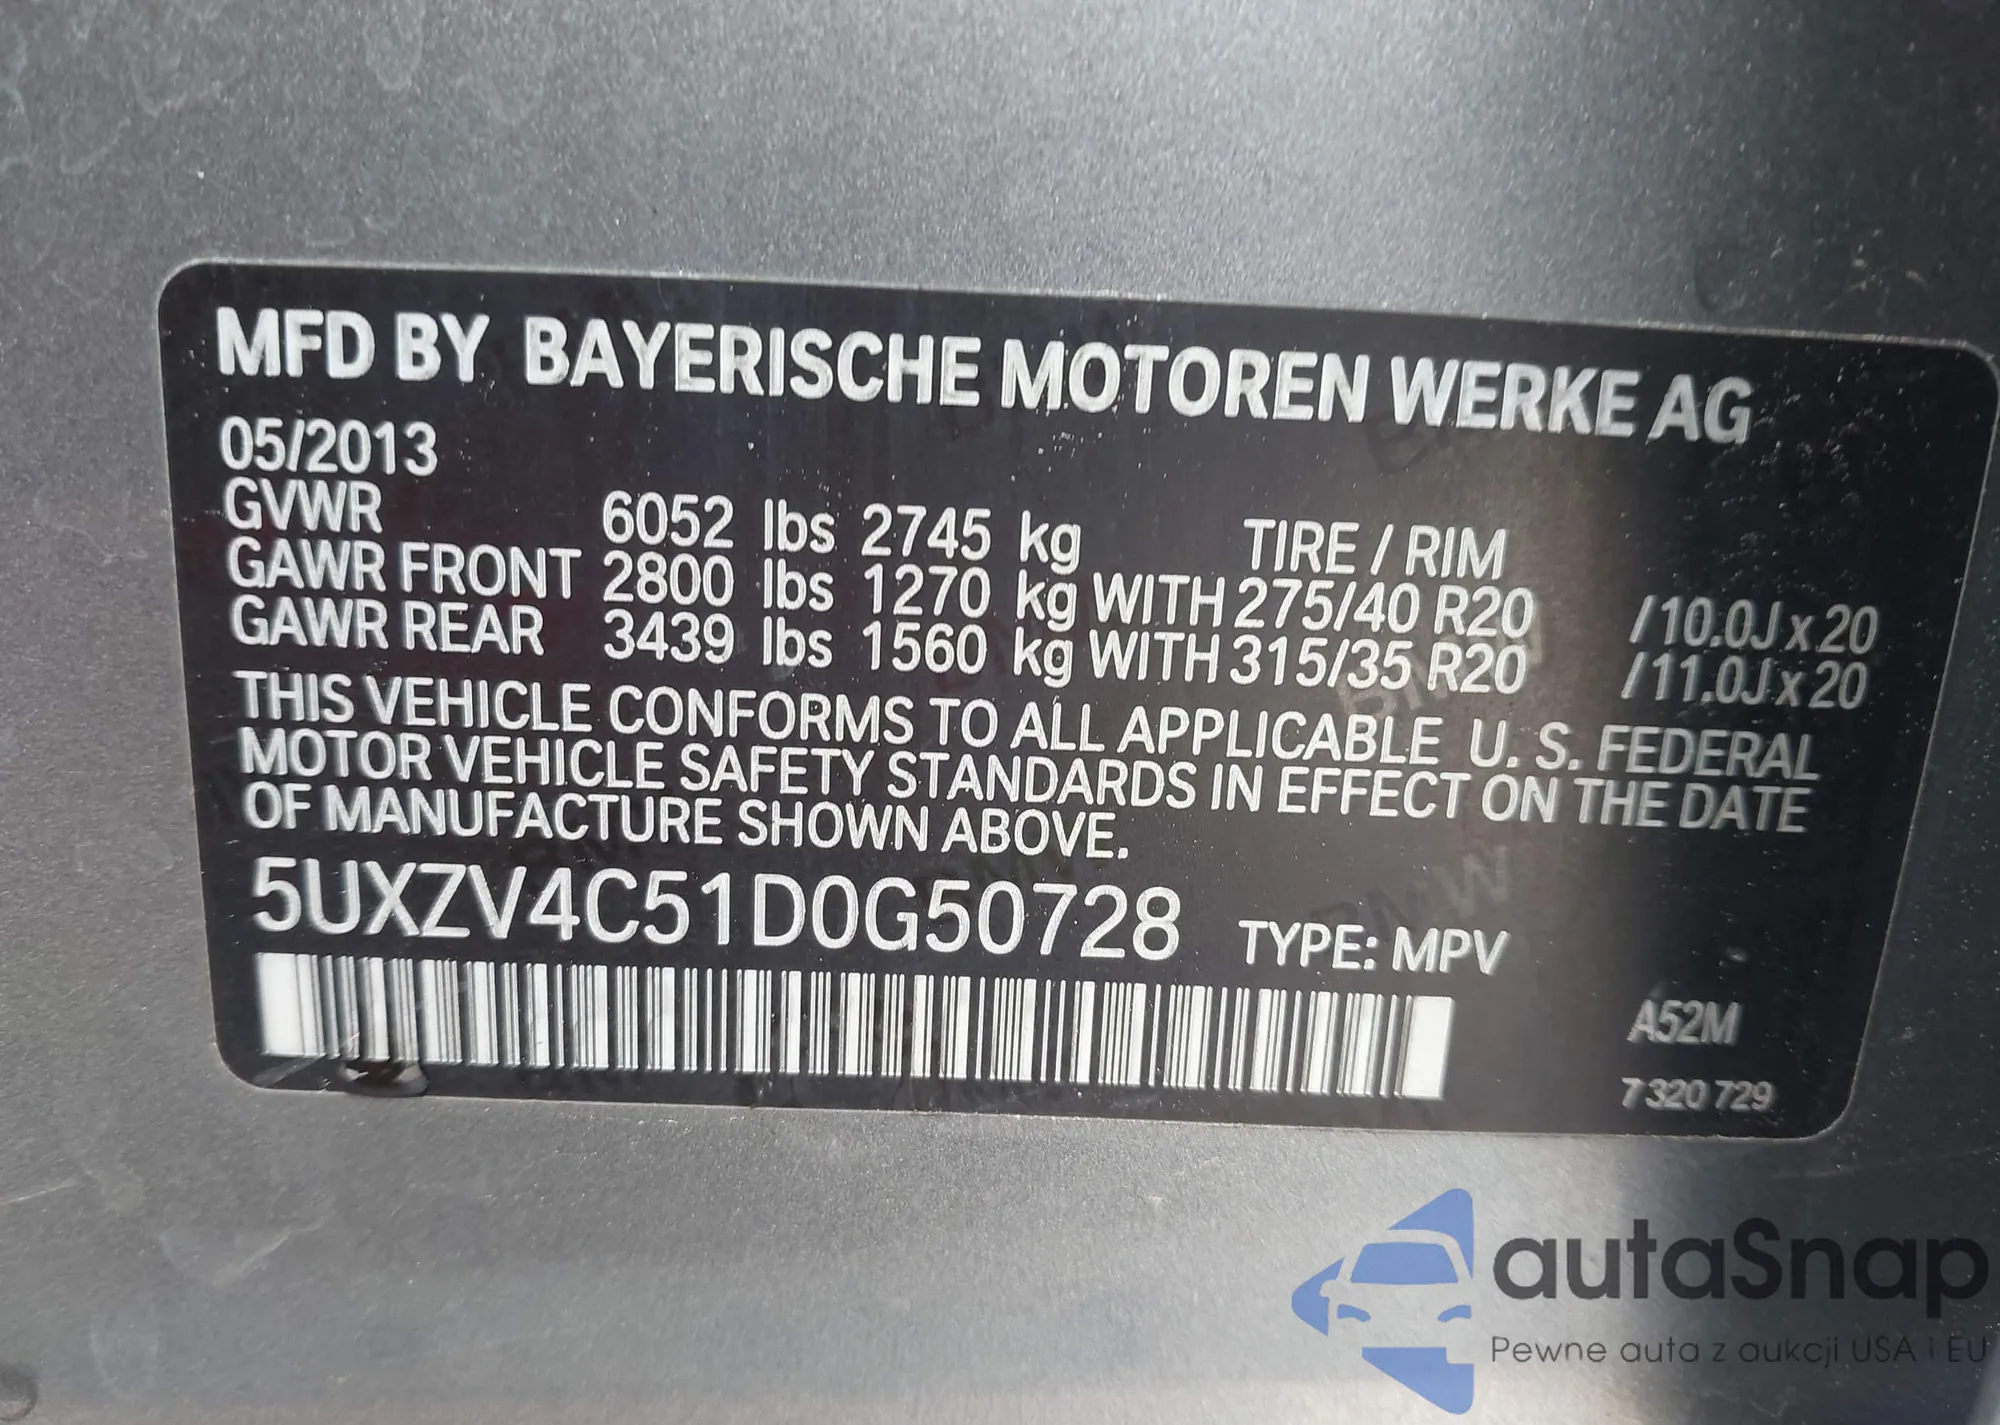 MFD BY BAYERISCHE MOTOREN WERKE AG
05/2013
GVWR 6052 lbs 2745 kg TIRE / RIM
GAWR FRONT 2800 lbs 1270 kg WITH 275/40 R20 /10.0J x 20
GAWR REAR 3439 lbs 1560 kg WITH 315/35 R20 /11.0J x 20
THIS VEHICLE CONFORMS TO ALL APPLICABLE U. S. FEDERAL
MOTOR VEHICLE SAFETY STANDARDS IN EFFECT ON THE DATE
OF MANUFACTURE SHOWN ABOVE.
5UXZV4C51D0G50728 TYPE: MPV
A52M
7 320 729
autaSnap
Pewne auta z aukcji USA i EU